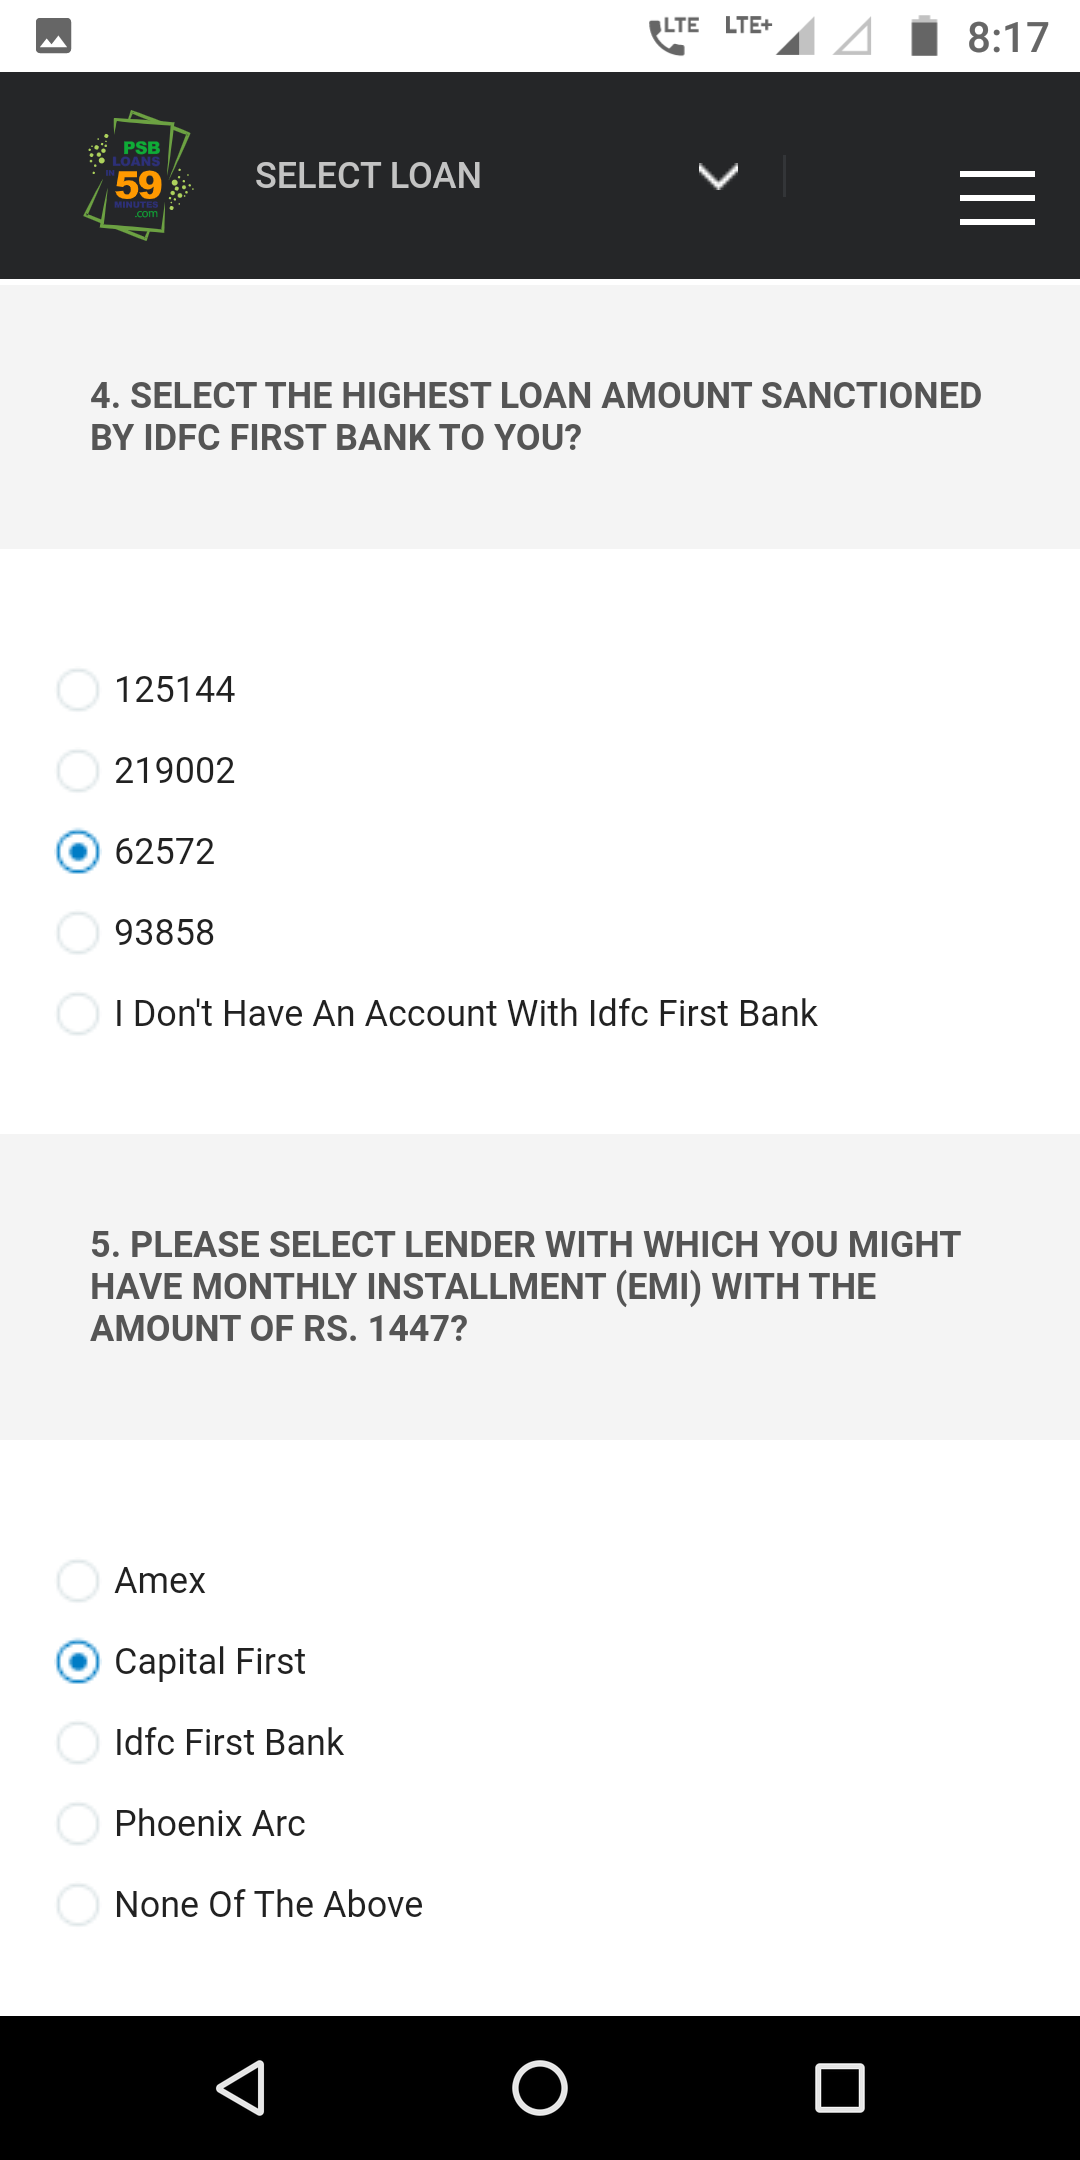 LTE LTE+ 8:17
PSB
LOANS
IN 59
MINUTES
.com
SELECT LOAN
4. SELECT THE HIGHEST LOAN AMOUNT SANCTIONED
BY IDFC FIRST BANK TO YOU?
125144
219002
62572
93858
I Don't Have An Account With Idfc First Bank
5. PLEASE SELECT LENDER WITH WHICH YOU MIGHT
HAVE MONTHLY INSTALLMENT (EMI) WITH THE
AMOUNT OF RS. 1447?
Amex
Capital First
Idfc First Bank
Phoenix Arc
None Of The Above